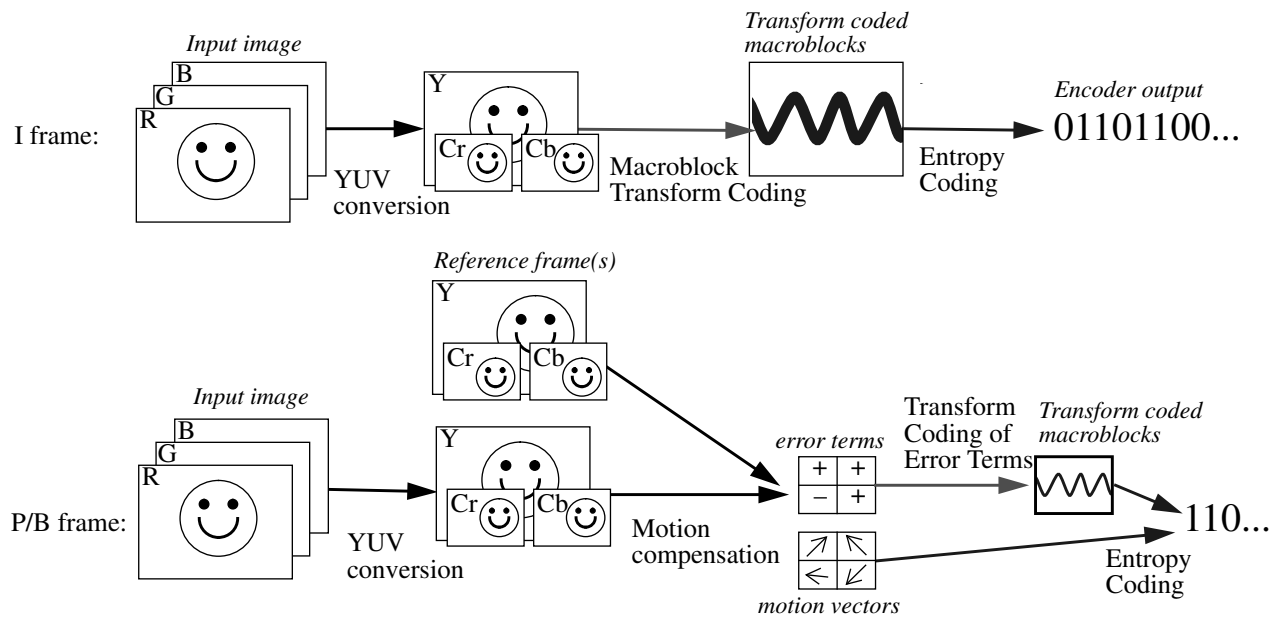 Input image
B
G
R
I frame:
YUV
conversion
Y
Cr
Cb
Macroblock
Transform Coding
Transform coded
macroblocks
Entropy
Coding
Encoder output
01101100...
Reference frame(s)
Y
Cr
Cb
Input image
B
G
R
P/B frame:
YUV
conversion
Y
Cr
Cb
Motion
compensation
error terms
+ +
– +
motion vectors
Transform
Coding of
Error Terms
Transform coded
macroblocks
110...
Entropy
Coding